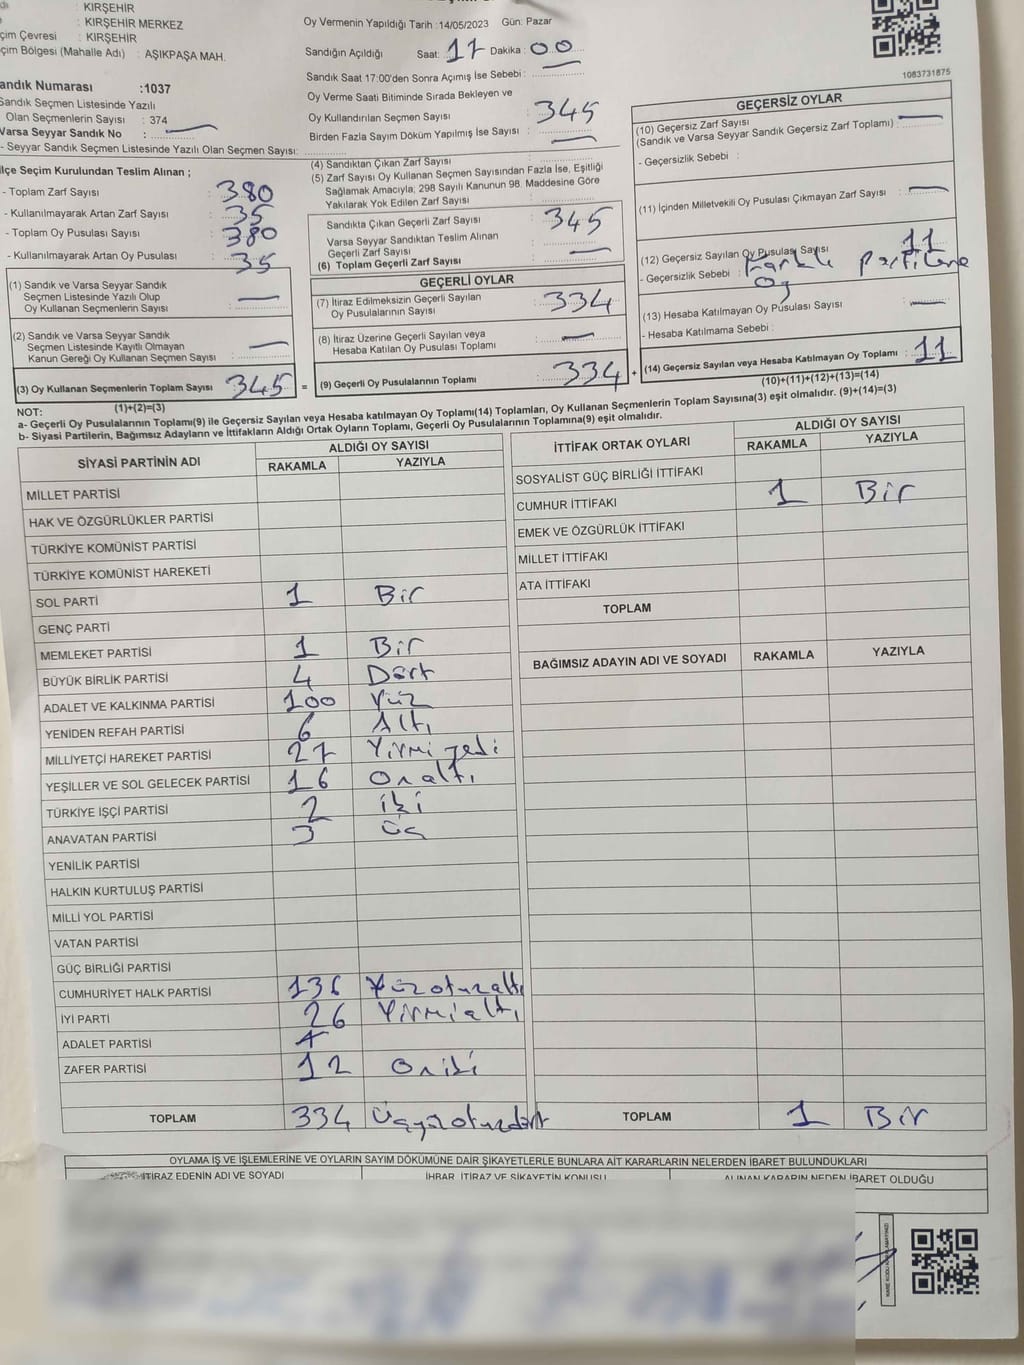 KIRŞEHİR
KIRŞEHİR MERKEZ
çim Çevresi : KIRŞEHİR
çim Bölgesi (Mahalle Adı) : AŞIKPAŞA MAH.
Oy Vermenin Yapıldığı Tarih : 14/05/2023 Gün: Pazar
Sandığın Açıldığı Saat: 17 Dakika : 00
Sandık Saat 17:00'den Sonra Açımış İse Sebebi :
Oy Verme Saati Bitiminde Sırada Bekleyen ve
Oy Kullandırılan Seçmen Sayısı : 345
Birden Fazla Sayım Döküm Yapılmış İse Sayısı : —
1083731875
andık Numarası :1037
Sandık Seçmen Listesinde Yazılı
Olan Seçmenlerin Sayısı : 374
Varsa Seyyar Sandık No : —
- Seyyar Sandık Seçmen Listesinde Yazılı Olan Seçmen Sayısı:
İlçe Seçim Kurulundan Teslim Alınan ;
- Toplam Zarf Sayısı : 380
- Kullanılmayarak Artan Zarf Sayısı : 35
- Toplam Oy Pusulası Sayısı : 380
- Kullanılmayarak Artan Oy Pusulası : 35
(1) Sandık ve Varsa Seyyar Sandık
Seçmen Listesinde Yazılı Olup
Oy Kullanan Seçmenlerin Sayısı : —
(2) Sandık ve Varsa Seyyar Sandık
Seçmen Listesinde Kayıtlı Olmayan
Kanun Gereği Oy Kullanan Seçmen Sayısı : —
(3) Oy Kullanan Seçmenlerin Toplam Sayısı : 345 =
(1)+(2)=(3)
(4) Sandıktan Çıkan Zarf Sayısı
(5) Zarf Sayısı Oy Kullanan Seçmen Sayısından Fazla İse, Eşitliği
Sağlamak Amacıyla; 298 Sayılı Kanunun 98. Maddesine Göre
Yakılarak Yok Edilen Zarf Sayısı :
Sandıkta Çıkan Geçerli Zarf Sayısı : 345
Varsa Seyyar Sandıktan Teslim Alınan
Geçerli Zarf Sayısı : —
(6) Toplam Geçerli Zarf Sayısı
GEÇERLİ OYLAR
(7) İtiraz Edilmeksizin Geçerli Sayılan
Oy Pusulalarının Sayısı : 334
(8) İtiraz Üzerine Geçerli Sayılan veya
Hesaba Katılan Oy Pusulası Toplamı : —
(9) Geçerli Oy Pusulalarının Toplamı : 334 +
GEÇERSİZ OYLAR
(10) Geçersiz Zarf Sayısı
(Sandık ve Varsa Seyyar Sandık Geçersiz Zarf Toplamı) : —
- Geçersizlik Sebebi :
(11) İçinden Milletvekili Oy Pusulası Çıkmayan Zarf Sayısı : —
(12) Geçersiz Sayılan Oy Pusulası Sayısı : 11
- Geçersizlik Sebebi : Farklı Partilere
Oy
(13) Hesaba Katılmayan Oy Pusulası Sayısı : —
- Hesaba Katılmama Sebebi :
(14) Geçersiz Sayılan veya Hesaba Katılmayan Oy Toplamı : 11
(10)+(11)+(12)+(13)=(14)
NOT:
a- Geçerli Oy Pusulalarının Toplamı(9) ile Geçersiz Sayılan veya Hesaba katılmayan Oy Toplamı(14) Toplamları, Oy Kullanan Seçmenlerin Toplam Sayısına(3) eşit olmalıdır. (9)+(14)=(3)
b- Siyasi Partilerin, Bağımsız Adayların ve İttifakların Aldığı Ortak Oyların Toplamı, Geçerli Oy Pusulalarının Toplamına(9) eşit olmalıdır.
SİYASİ PARTİNİN ADI ALDIĞI OY SAYISI
RAKAMLA YAZIYLA
MİLLET PARTİSİ
HAK VE ÖZGÜRLÜKLER PARTİSİ
TÜRKİYE KOMÜNİST PARTİSİ
TÜRKİYE KOMÜNİST HAREKETİ
SOL PARTİ 1 Bir
GENÇ PARTİ
MEMLEKET PARTİSİ 1 Bir
BÜYÜK BİRLİK PARTİSİ 4 Dört
ADALET VE KALKINMA PARTİSİ 100 Yüz
YENİDEN REFAH PARTİSİ 6 Altı
MİLLİYETÇİ HAREKET PARTİSİ 27 Yirmi yedi
YEŞİLLER VE SOL GELECEK PARTİSİ 16 On altı
TÜRKİYE İŞÇİ PARTİSİ 2 iki
ANAVATAN PARTİSİ 3 Üç
YENİLİK PARTİSİ
HALKIN KURTULUŞ PARTİSİ
MİLLİ YOL PARTİSİ
VATAN PARTİSİ
GÜÇ BİRLİĞİ PARTİSİ
CUMHURİYET HALK PARTİSİ 136 Yüzotuzaltı
İYİ PARTİ 26 Yirmialtı
ADALET PARTİSİ
ZAFER PARTİSİ 12 Oniki
TOPLAM 334 Üçyüzotuzdört
İTTİFAK ORTAK OYLARI ALDIĞI OY SAYISI
RAKAMLA YAZIYLA
SOSYALİST GÜÇ BİRLİĞİ İTTİFAKI
CUMHUR İTTİFAKI 1 Bir
EMEK VE ÖZGÜRLÜK İTTİFAKI
MİLLET İTTİFAKI
ATA İTTİFAKI
TOPLAM
BAĞIMSIZ ADAYIN ADI VE SOYADI RAKAMLA YAZIYLA
TOPLAM 1 Bir
OYLAMA İŞ VE İŞLEMLERİNE VE OYLARIN SAYIM DÖKÜMÜNE DAİR ŞİKAYETLERLE BUNLARA AİT KARARLARIN NELERDEN İBARET BULUNDUKLARI
İTİRAZ EDENİN ADI VE SOYADI İHBAR, İTİRAZ VE ŞİKAYETİN KONUSU ALINAN KARARIN NEDEN İBARET OLDUĞU